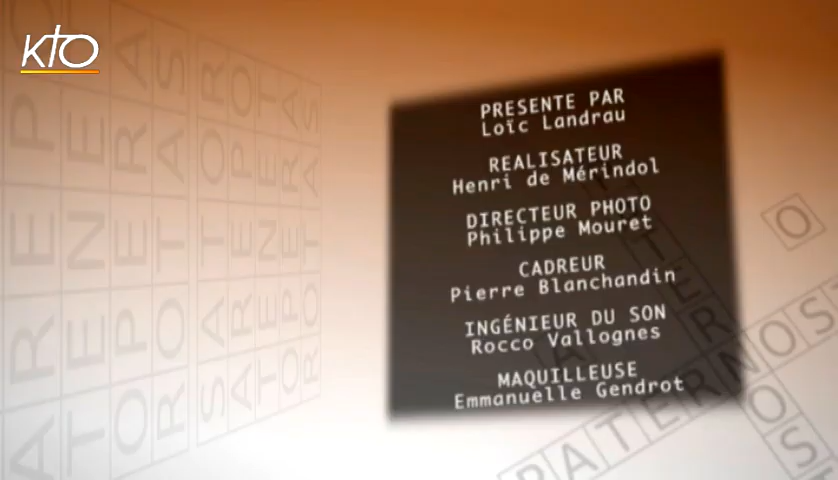 KTO
PRESENTE PAR
Loïc Landrau
REALISATEUR
Henri de Mérindol
DIRECTEUR PHOTO
Philippe Mouret
CADREUR
Pierre Blanchandin
INGÉNIEUR DU SON
Rocco Vallognes
MAQUILLEUSE
Emmanuelle Gendrot
PATERNOS